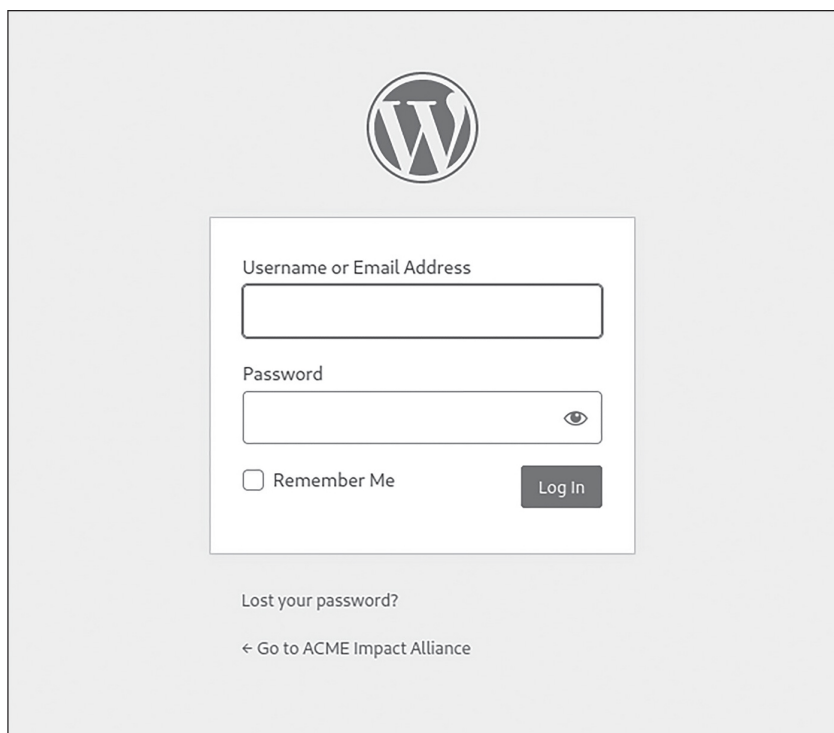 W
Username or Email Address
Password
Remember Me
Log In
Lost your password?
← Go to ACME Impact Alliance